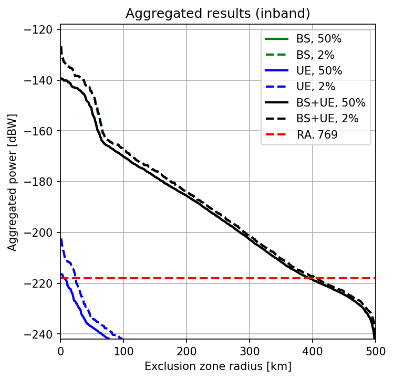 Aggregated results (inband)
BS, 50%
BS, 2%
UE, 50%
UE, 2%
BS+UE, 50%
BS+UE, 2%
RA. 769
Aggregated power [dBW]
−120
−140
−160
−180
−200
−220
−240
0 100 200 300 400 500
Exclusion zone radius [km]